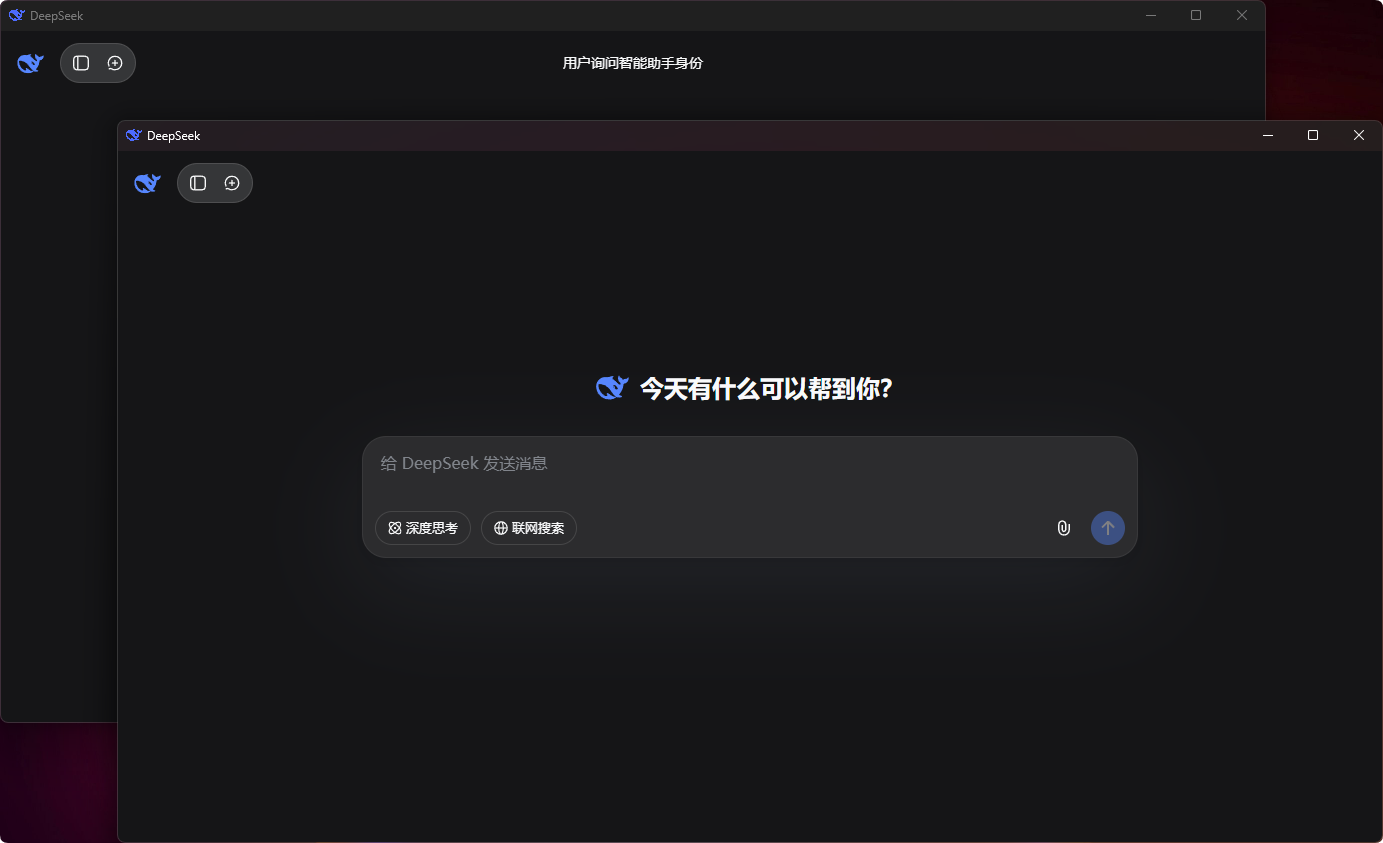 DeepSeek
用户询问智能助手身份
DeepSeek
今天有什么可以帮到你?
给 DeepSeek 发送消息
深度思考
联网搜索